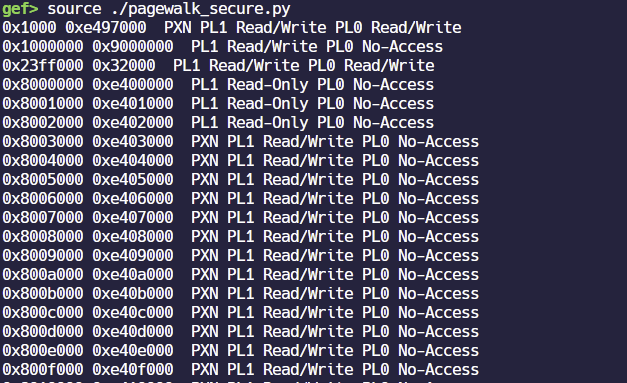 gef> source ./pagewalk_secure.py
0x1000 0xe497000  PXN PL1 Read/Write PL0 Read/Write
0x1000000 0x9000000  PL1 Read/Write PL0 No-Access
0x23ff000 0x32000  PL1 Read/Write PL0 Read/Write
0x8000000 0xe400000  PL1 Read-Only PL0 No-Access
0x8001000 0xe401000  PL1 Read-Only PL0 No-Access
0x8002000 0xe402000  PL1 Read-Only PL0 No-Access
0x8003000 0xe403000  PXN PL1 Read/Write PL0 No-Access
0x8004000 0xe404000  PXN PL1 Read/Write PL0 No-Access
0x8005000 0xe405000  PXN PL1 Read/Write PL0 No-Access
0x8006000 0xe406000  PXN PL1 Read/Write PL0 No-Access
0x8007000 0xe407000  PXN PL1 Read/Write PL0 No-Access
0x8008000 0xe408000  PXN PL1 Read/Write PL0 No-Access
0x8009000 0xe409000  PXN PL1 Read/Write PL0 No-Access
0x800a000 0xe40a000  PXN PL1 Read/Write PL0 No-Access
0x800b000 0xe40b000  PXN PL1 Read/Write PL0 No-Access
0x800c000 0xe40c000  PXN PL1 Read/Write PL0 No-Access
0x800d000 0xe40d000  PXN PL1 Read/Write PL0 No-Access
0x800e000 0xe40e000  PXN PL1 Read/Write PL0 No-Access
0x800f000 0xe40f000  PXN PL1 Read/Write PL0 No-Access